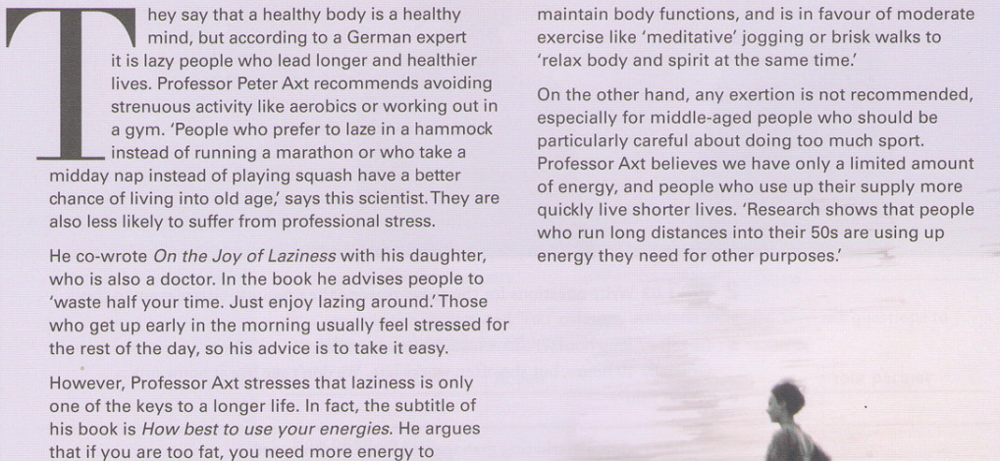 They say that a healthy body is a healthy
mind, but according to a German expert
it is lazy people who lead longer and healthier
lives. Professor Peter Axt recommends avoiding
strenuous activity like aerobics or working out in
a gym. ‘People who prefer to laze in a hammock
instead of running a marathon or who take a
midday nap instead of playing squash have a better
chance of living into old age,’ says this scientist. They are
also less likely to suffer from professional stress.
He co-wrote On the Joy of Laziness with his daughter,
who is also a doctor. In the book he advises people to
‘waste half your time. Just enjoy lazing around.’ Those
who get up early in the morning usually feel stressed for
the rest of the day, so his advice is to take it easy.
However, Professor Axt stresses that laziness is only
one of the keys to a longer life. In fact, the subtitle of
his book is How best to use your energies. He argues
that if you are too fat, you need more energy to
maintain body functions, and is in favour of moderate
exercise like ‘meditative’ jogging or brisk walks to
‘relax body and spirit at the same time.’
On the other hand, any exertion is not recommended,
especially for middle-aged people who should be
particularly careful about doing too much sport.
Professor Axt believes we have only a limited amount
of energy, and people who use up their supply more
quickly live shorter lives. ‘Research shows that people
who run long distances into their 50s are using up
energy they need for other purposes.’